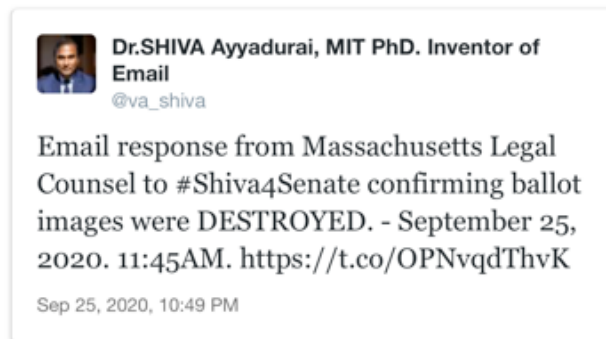 Dr.SHIVA Ayyadurai, MIT PhD. Inventor of
Email
@va_shiva
Email response from Massachusetts Legal
Counsel to #Shiva4Senate confirming ballot
images were DESTROYED. - September 25,
2020. 11:45AM. https://t.co/OPNvqdThvK
Sep 25, 2020, 10:49 PM